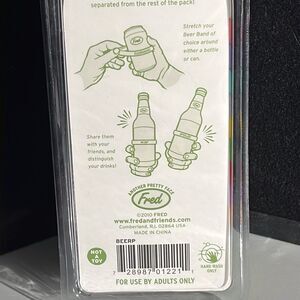 separated from the rest of the pack!
Stretch your
Beer Band of
choice around
either a bottle
or can.
Share them
with your
friends, and
distinguish
your drinks!
ANOTHER PRETTY FACE
Fred
©2010 FRED
www.fredandfriends.com
Cumberland, R.I. 02864 USA
MADE IN CHINA
BEERP
NOT
A
TOY
HAND WASH
ONLY
7 28987 01221
FOR USE BY ADULTS ONLY